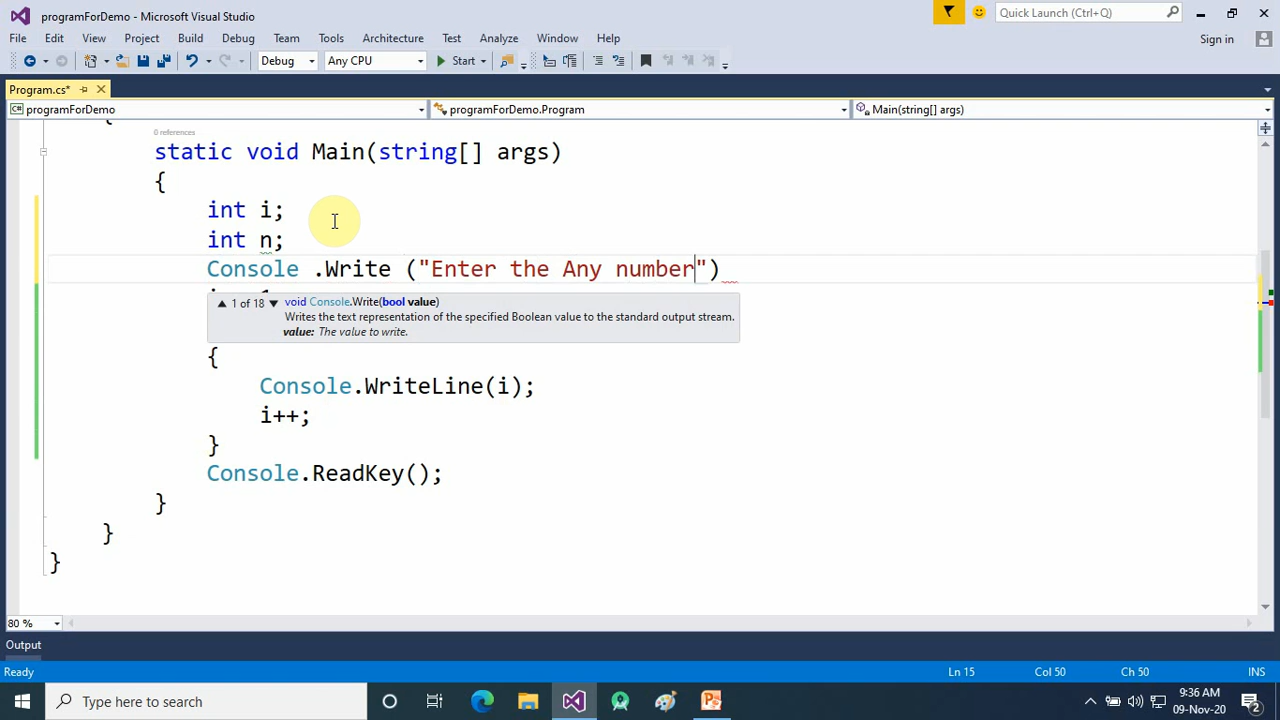 programForDemo - Microsoft Visual Studio
Quick Launch (Ctrl+Q)
File Edit View Project Build Debug Team Tools Architecture Test Analyze Window Help
Sign in
Debug Any CPU Start
Program.cs*
programForDemo programForDemo.Program Main(string[] args)
{
0 references
static void Main(string[] args)
{
int i;
int n;
Console .Write ("Enter the Any number")
1 of 18 void Console.Write(bool value)
Writes the text representation of the specified Boolean value to the standard output stream.
value: The value to write.
{
Console.WriteLine(i);
i++;
}
Console.ReadKey();
}
}
}
80 %
Output
Ready Ln 15 Col 50 Ch 50 INS
Type here to search
9:36 AM
09-Nov-20
2